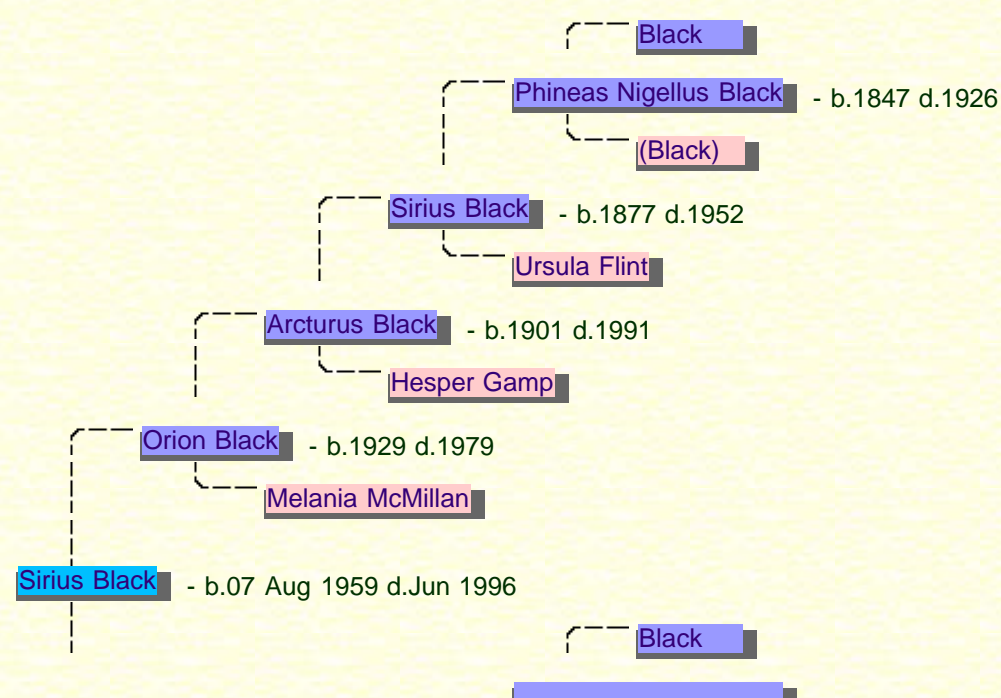 Black
Phineas Nigellus Black - b.1847 d.1926
(Black)
Sirius Black - b.1877 d.1952
Ursula Flint
Arcturus Black - b.1901 d.1991
Hesper Gamp
Orion Black - b.1929 d.1979
Melania McMillan
Sirius Black - b.07 Aug 1959 d.Jun 1996
Black